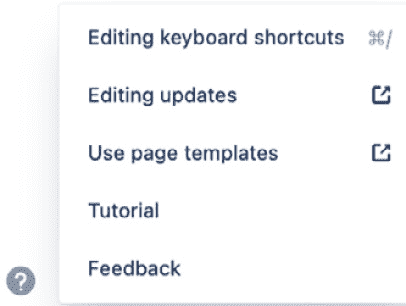 Editing keyboard shortcuts ⌘/
Editing updates
Use page templates
Tutorial
Feedback
?